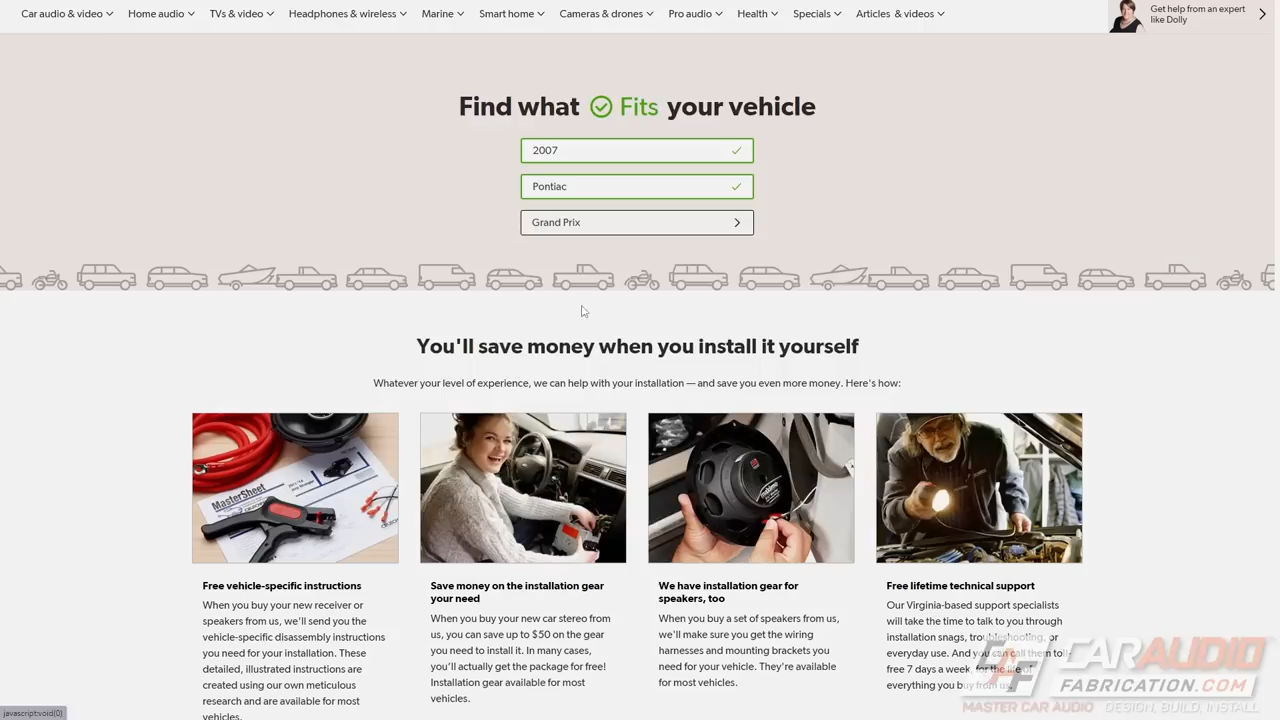 Car audio & video
Home audio
TVs & video
Headphones & wireless
Marine
Smart home
Cameras & drones
Pro audio
Health
Specials
Articles & videos
Get help from an expert
like Dolly
Find what Fits your vehicle
2007
Pontiac
Grand Prix
You'll save money when you install it yourself
Whatever your level of experience, we can help with your installation — and save you even more money. Here's how:
MasterSheet
Free vehicle-specific instructions
When you buy your new receiver or
speakers from us, we'll send you the
vehicle-specific disassembly instructions
you need for your installation. These
detailed, illustrated instructions are
created using our own meticulous
research and are available for most
vehicles.
Save money on the installation gear
your need
When you buy your new car stereo from
us, you can save up to $50 on the gear
you need to install it. In many cases,
you'll actually get the package for free!
Installation gear available for most
vehicles.
We have installation gear for
speakers, too
When you buy a set of speakers from us,
we'll make sure you get the wiring
harnesses and mounting brackets you
need for your vehicle. They're available
for most vehicles.
Free lifetime technical support
Our Virginia-based support specialists
will take the time to talk to you through
installation snags, troubleshooting, or
everyday use. And you can call them toll-
free 7 days a week, for the life of
everything you buy from us.
CAR AUDIO
FABRICATION.COM
MASTER CAR AUDIO DESIGN, BUILD, INSTALL
javascript:void(0)